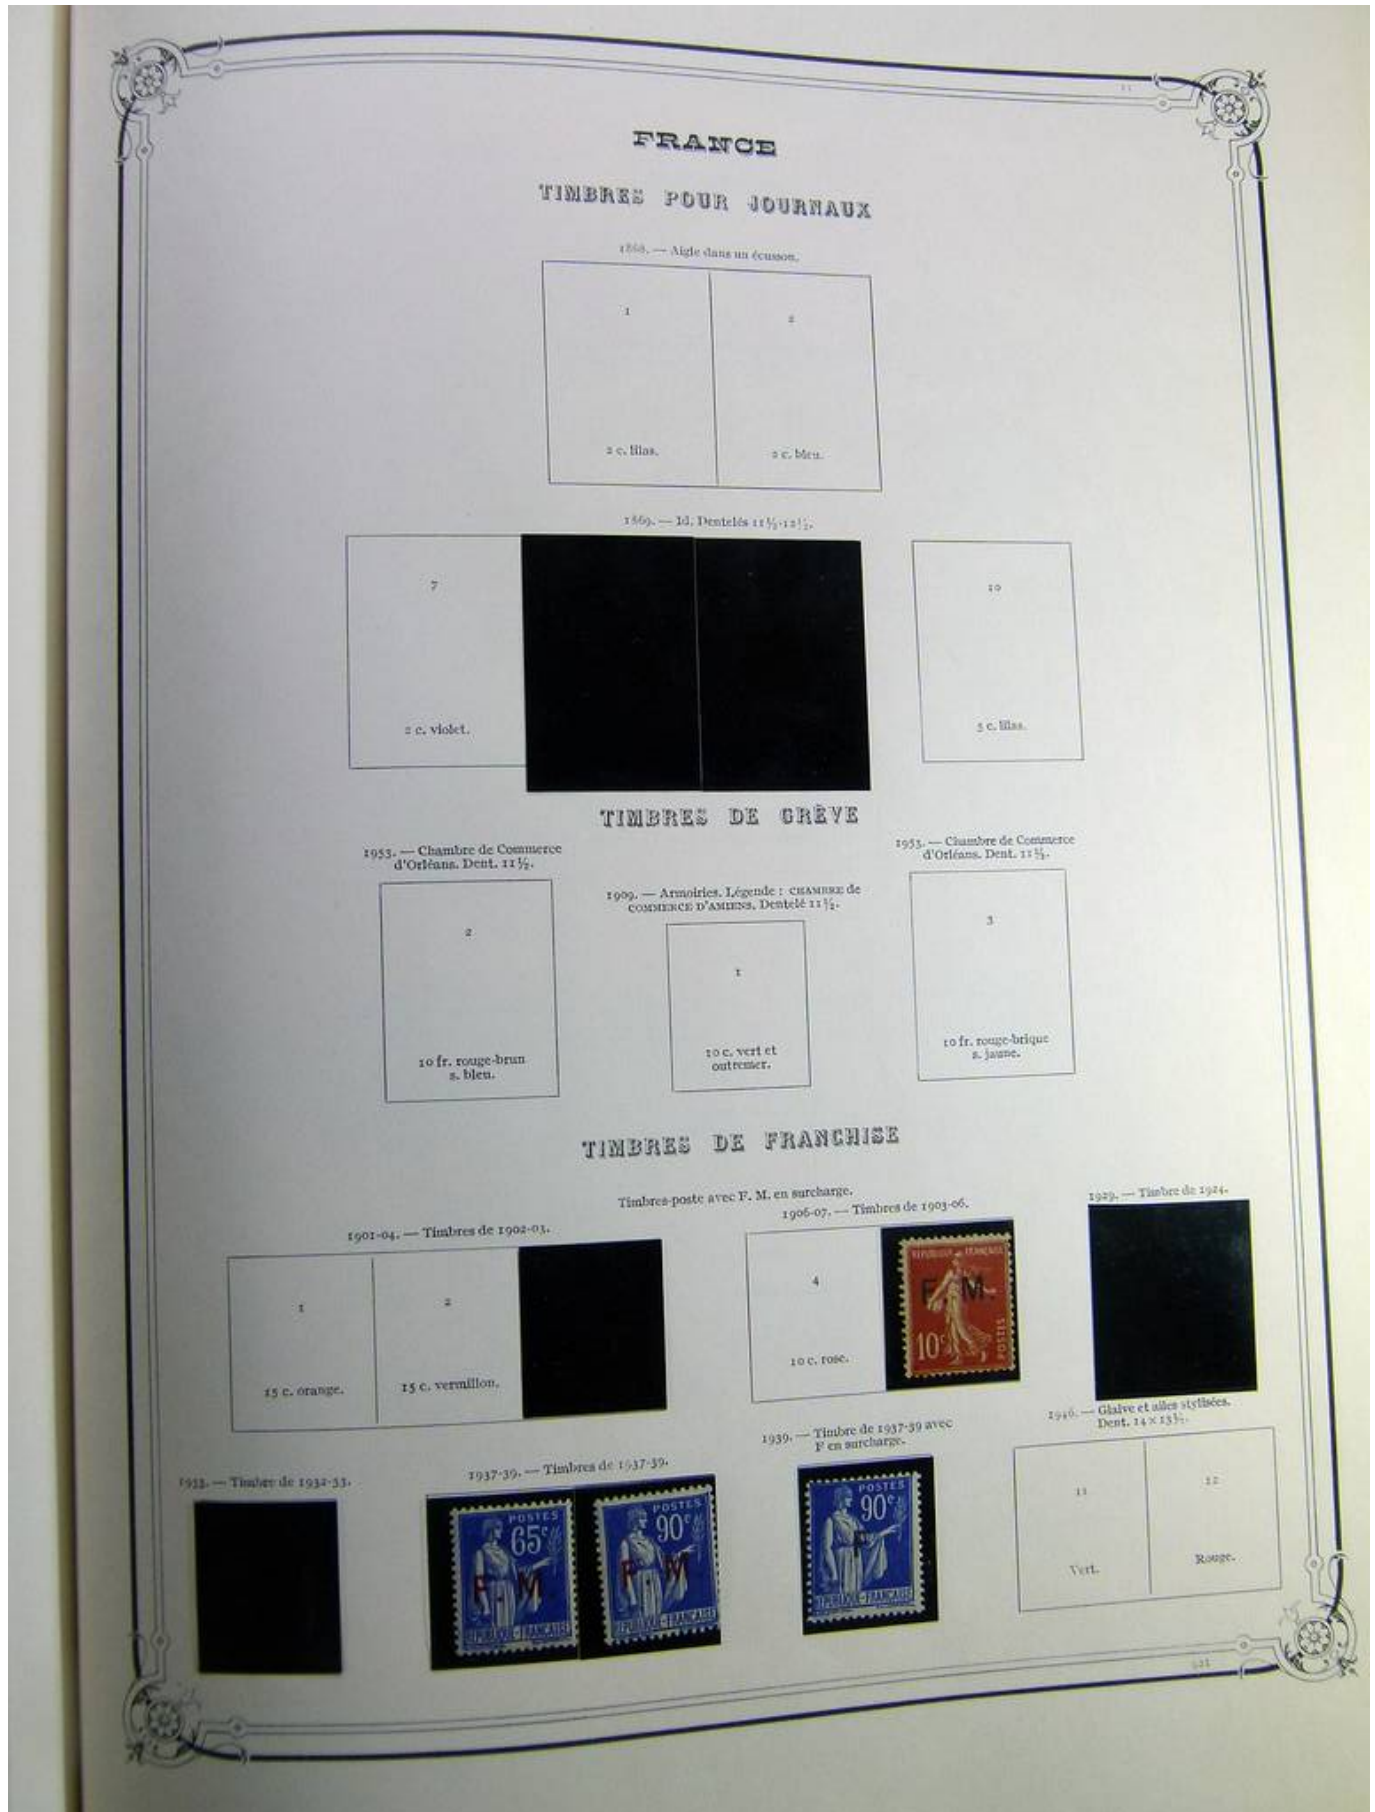 FRANCE
TIMBRES POUR JOURNAUX
1868. — Aigle dans un écusson.
1
2
2 c. lilas.
2 c. bleu.
1869. — Id. Dentelés 11½-12½.
7
10
2 c. violet.
5 c. lilas.
TIMBRES DE GRÈVE
1953. — Chambre de Commerce
d'Orléans. Dent. 11½.
1909. — Armoiries. Légende : CHAMBRE de
COMMERCE D'AMIENS. Dentelé 11½.
1953. — Chambre de Commerce
d'Orléans. Dent. 11½.
2
1
3
10 fr. rouge-brun
s. bleu.
10 c. vert et
outremer.
10 fr. rouge-brique
s. jaune.
TIMBRES DE FRANCHISE
Timbres-poste avec F. M. en surcharge.
1901-04. — Timbres de 1902-03.
1906-07. — Timbres de 1903-06.
1929. — Timbre de 1924.
1
2
15 c. orange.
15 c. vermillon.
4
10 c. rose.
REPUBLIQUE FRANÇAISE
F. M.
10c
POSTES
1933. — Timbre de 1932-33.
1937-39. — Timbres de 1937-39.
1939. — Timbre de 1937-39 avec
F en surcharge.
1946. — Glaive et ailes stylisées.
Dent. 14 × 13½.
POSTES
65c
F. M.
REPUBLIQUE-FRANÇAISE
POSTES
90c
F. M
REPUBLIQUE-FRANÇAISE
POSTES
90c
F
REPUBLIQUE-FRANÇAISE
11
12
Vert.
Rouge.